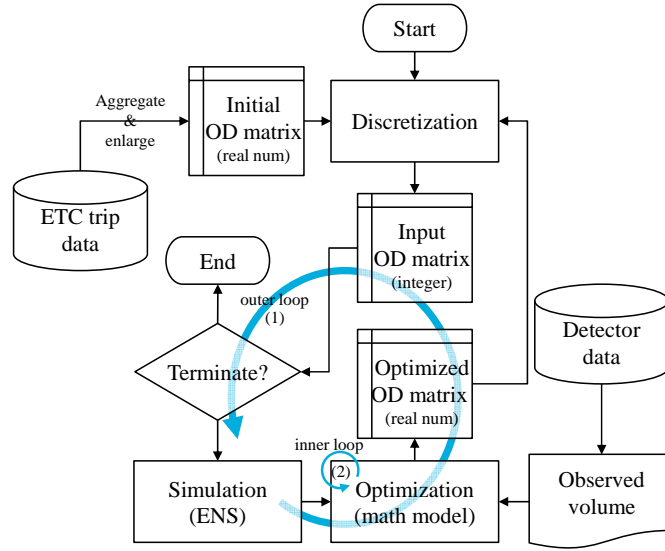 Start
Aggregate
&
enlarge
Initial
OD matrix
(real num)
Discretization
ETC trip
data
Input
OD matrix
(integer)
End
outer loop
(1)
Detector
data
Terminate?
Optimized
OD matrix
(real num)
inner loop
(2)
Simulation
(ENS)
Optimization
(math model)
Observed
volume